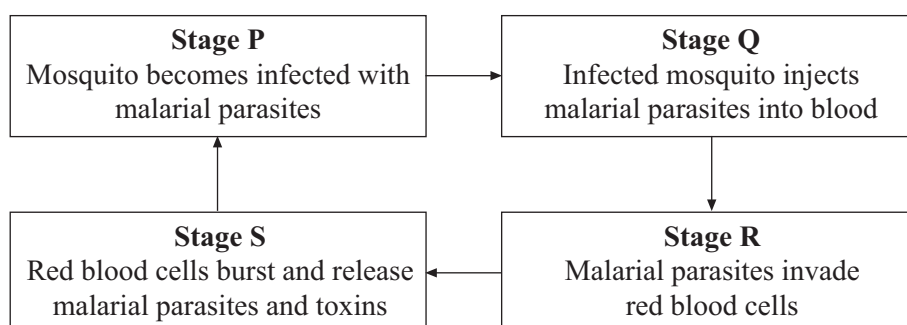 Stage P
Mosquito becomes infected with
malarial parasites
Stage Q
Infected mosquito injects
malarial parasites into blood
Stage S
Red blood cells burst and release
malarial parasites and toxins
Stage R
Malarial parasites invade
red blood cells